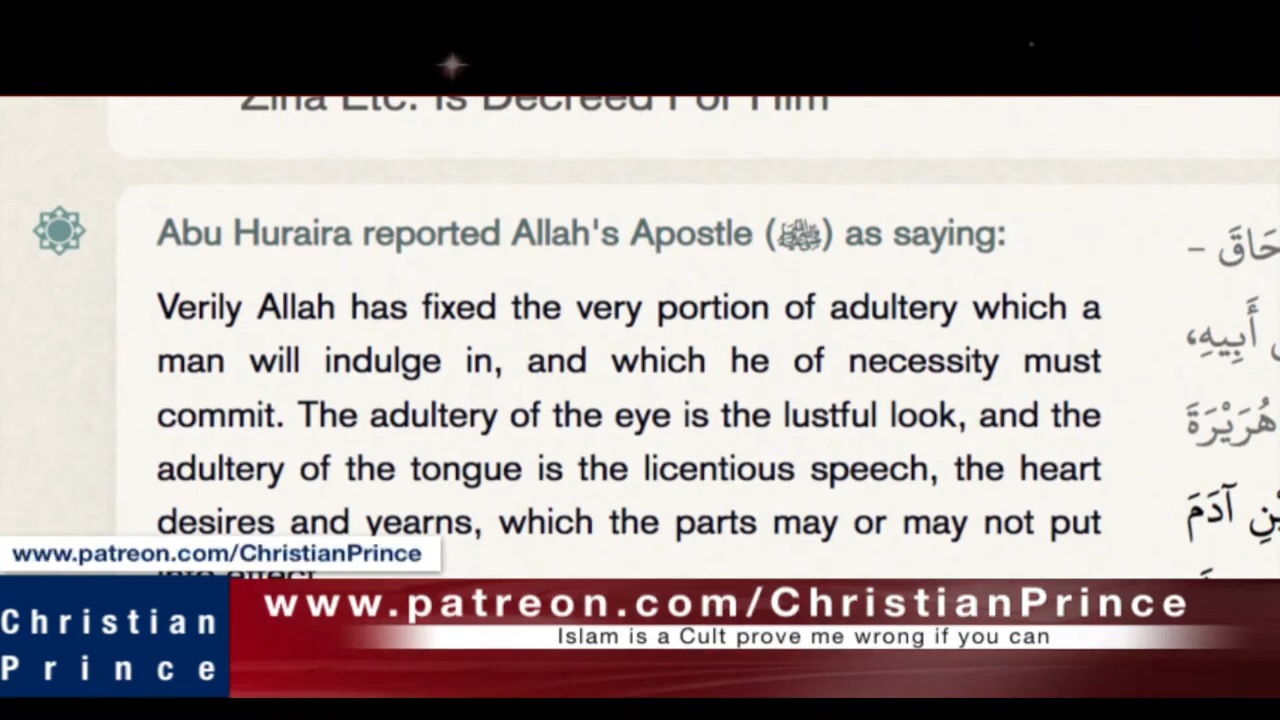 Zina Etc. Is Decreed For Him
Abu Huraira reported Allah's Apostle (ﷺ) as saying:
Verily Allah has fixed the very portion of adultery which a
man will indulge in, and which he of necessity must
commit. The adultery of the eye is the lustful look, and the
adultery of the tongue is the licentious speech, the heart
desires and yearns, which the parts may or may not put
into effect.
أَبِيهِ،
هُرَيْرَةَ
آدَمَ
www.patreon.com/ChristianPrince
Christian
Prince
www.patreon.com/ChristianPrince
Islam is a Cult prove me wrong if you can